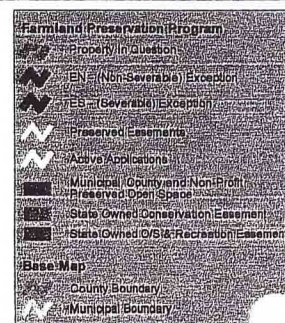 Farmland Preservation Program
Property In Question
EN - (Non-Severable) Exception
ES - (Severable) Exception
Preserved Easements
Active Applications
Municipal, County and Non-Profit
Preserved Open Space
State Owned Conservation Easement
State Owned O/S & Recreation Easement
Base Map
County Boundary
Municipal Boundary